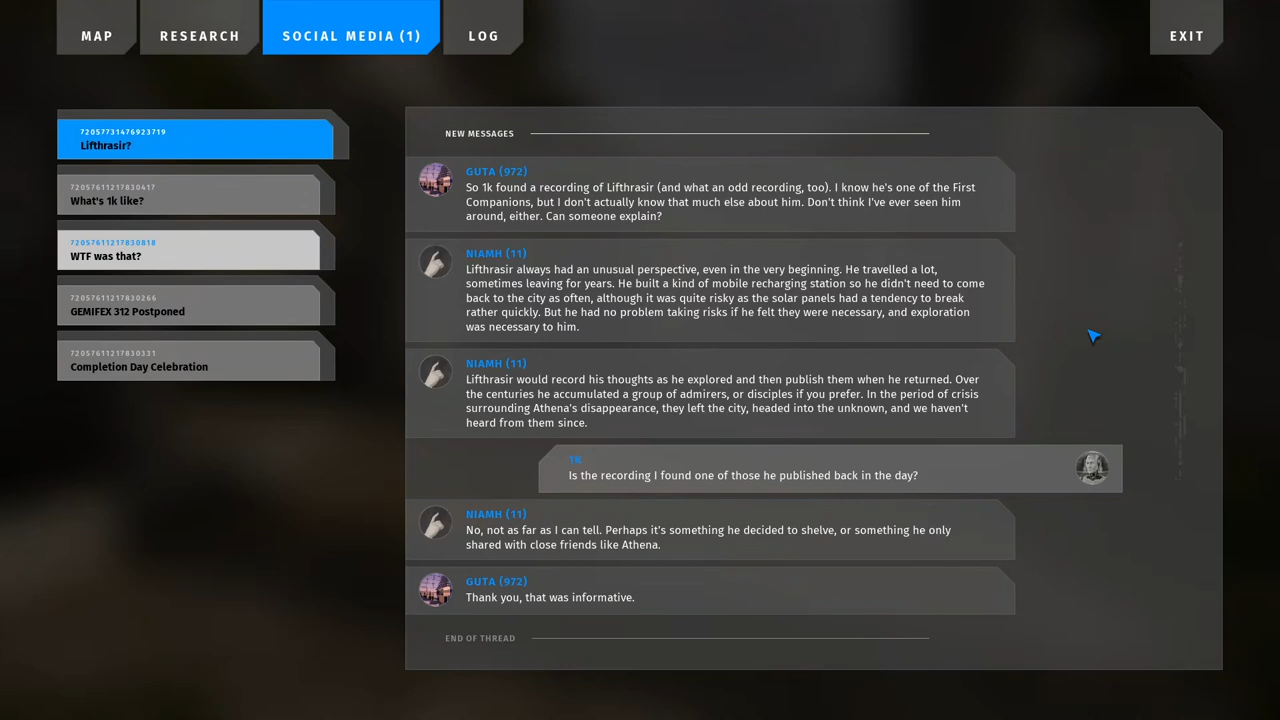 MAP
RESEARCH
SOCIAL MEDIA (1)
LOG
EXIT
72057731476923719
Lifthrasir?
72057611217830417
What's 1k like?
72057611217830818
WTF was that?
72057611217830266
GEMIFEX 312 Postponed
72057611217830331
Completion Day Celebration
NEW MESSAGES
GUTA (972)
So 1k found a recording of Lifthrasir (and what an odd recording, too). I know he's one of the First
Companions, but I don't actually know that much else about him. Don't think I've ever seen him
around, either. Can someone explain?
NIAMH (11)
Lifthrasir always had an unusual perspective, even in the very beginning. He travelled a lot,
sometimes leaving for years. He built a kind of mobile recharging station so he didn't need to come
back to the city as often, although it was quite risky as the solar panels had a tendency to break
rather quickly. But he had no problem taking risks if he felt they were necessary, and exploration
was necessary to him.
NIAMH (11)
Lifthrasir would record his thoughts as he explored and then publish them when he returned. Over
the centuries he accumulated a group of admirers, or disciples if you prefer. In the period of crisis
surrounding Athena's disappearance, they left the city, headed into the unknown, and we haven't
heard from them since.
1K
Is the recording I found one of those he published back in the day?
NIAMH (11)
No, not as far as I can tell. Perhaps it's something he decided to shelve, or something he only
shared with close friends like Athena.
GUTA (972)
Thank you, that was informative.
END OF THREAD